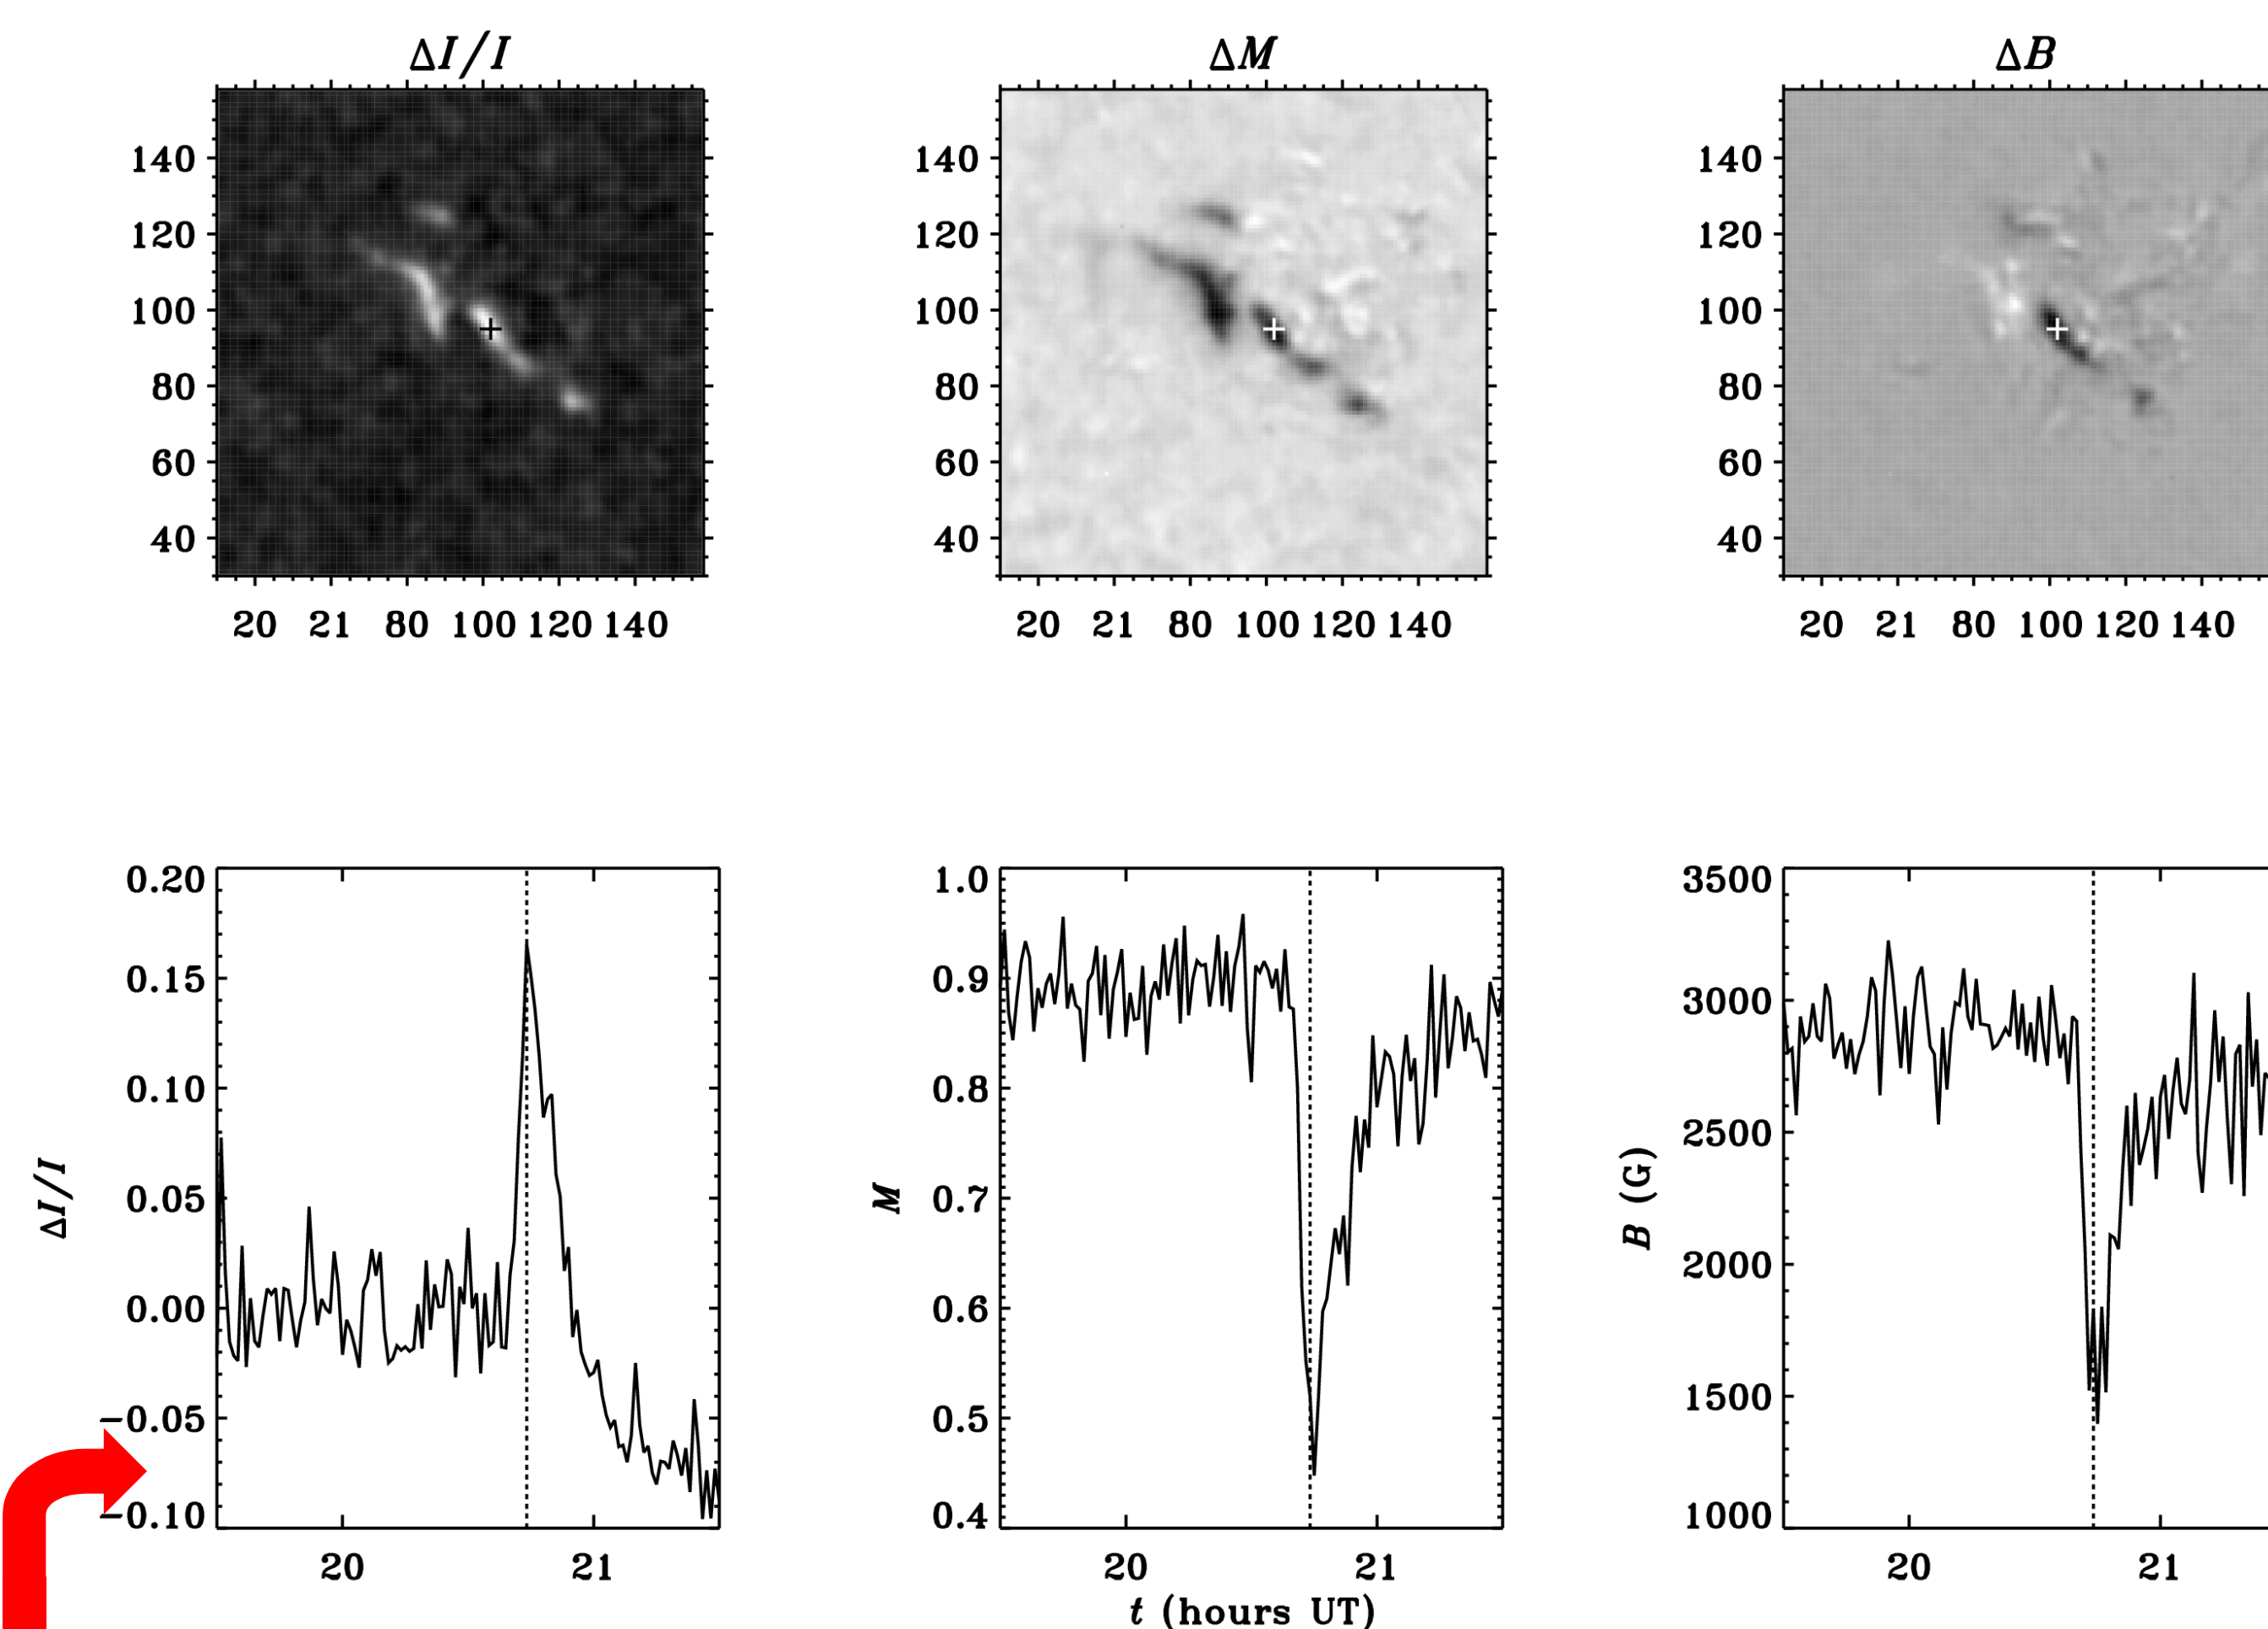 ΔI/I ΔM ΔB
140 140 140
120 120 120
100 100 100
80 80 80
60 60 60
40 40 40
20 21 80 100 120 140 20 21 80 100 120 140 20 21 80 100 120 140
0.20 1.0 3500
0.15 0.9 3000
0.10 0.8 2500
0.05 0.7 2000
0.00 0.6 1500
−0.05 0.5 1000
−0.10 0.4
ΔI/I M B (G)
20 21 20 21 20 21
t (hours UT)